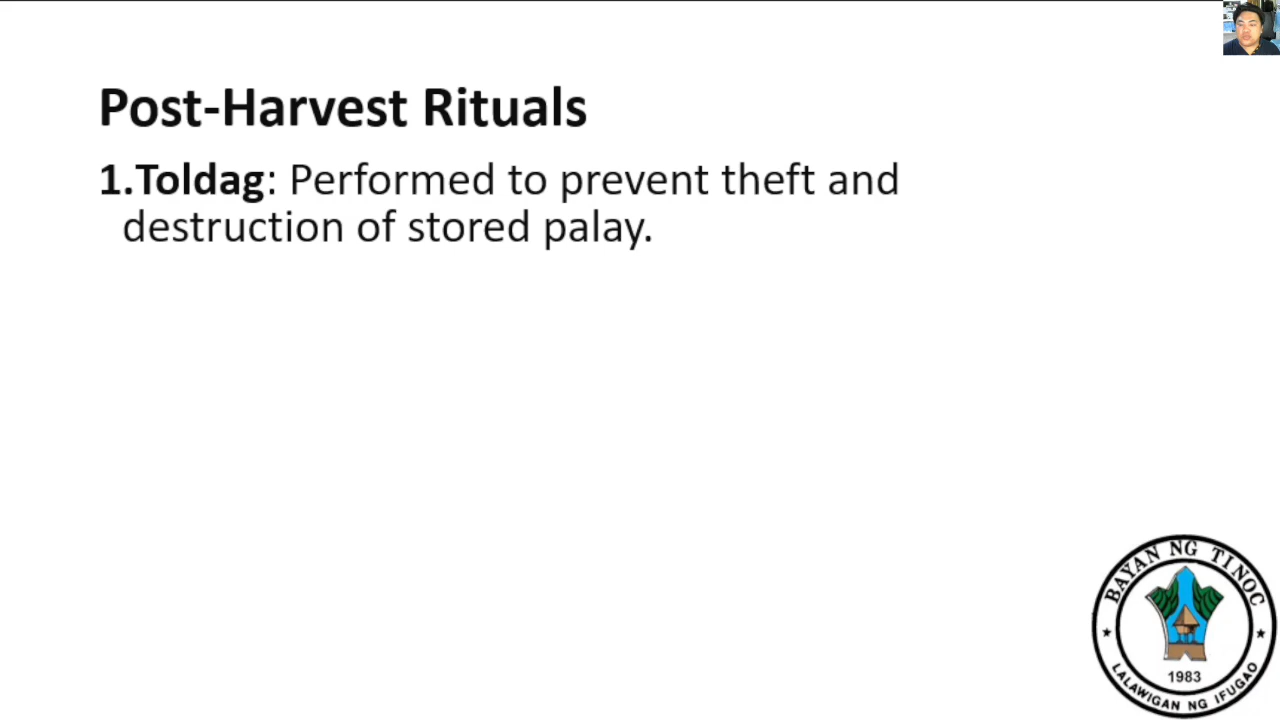 Post-Harvest Rituals
1.Toldag: Performed to prevent theft and
destruction of stored palay.
BAYAN NG TINOC
1983
LALAWIGAN NG IFUGAO